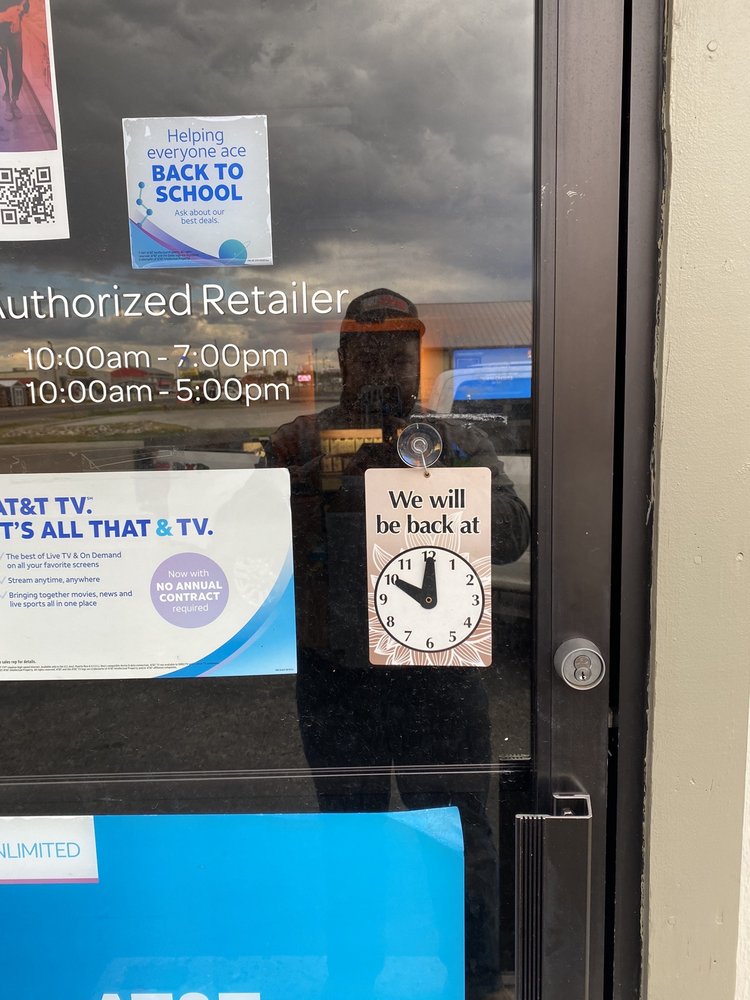 Helping
everyone ace
BACK TO
SCHOOL
Ask about our
best deals.
Authorized Retailer
10:00am - 7:00pm
10:00am - 5:00pm
AT&T TV.
IT'S ALL THAT & TV.
The best of Live TV & On Demand
on all your favorite screens
Stream anytime, anywhere
Bringing together movies, news and
live sports all in one place
Now with
NO ANNUAL
CONTRACT
required
We will
be back at
12
1
2
3
4
5
6
7
8
9
10
NLIMITED
AT&T